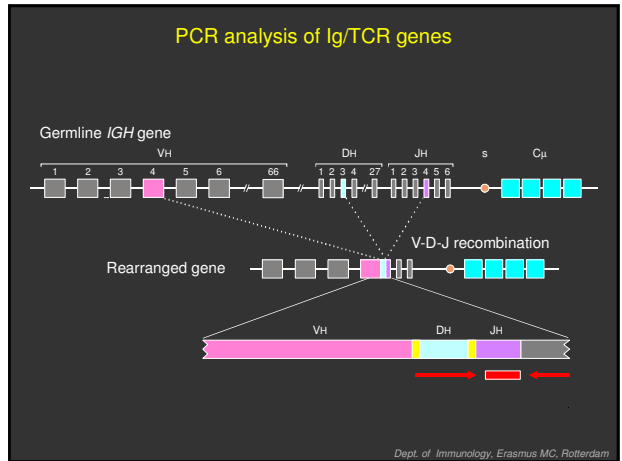 PCR analysis of Ig/TCR genes
Germline IGH gene
VH DH JH s Cμ
1 2 3 4 5 6 66 1 2 3 4 27 1 2 3 4 5 6
V-D-J recombination
Rearranged gene
VH DH JH
Dept. of Immunology, Erasmus MC, Rotterdam